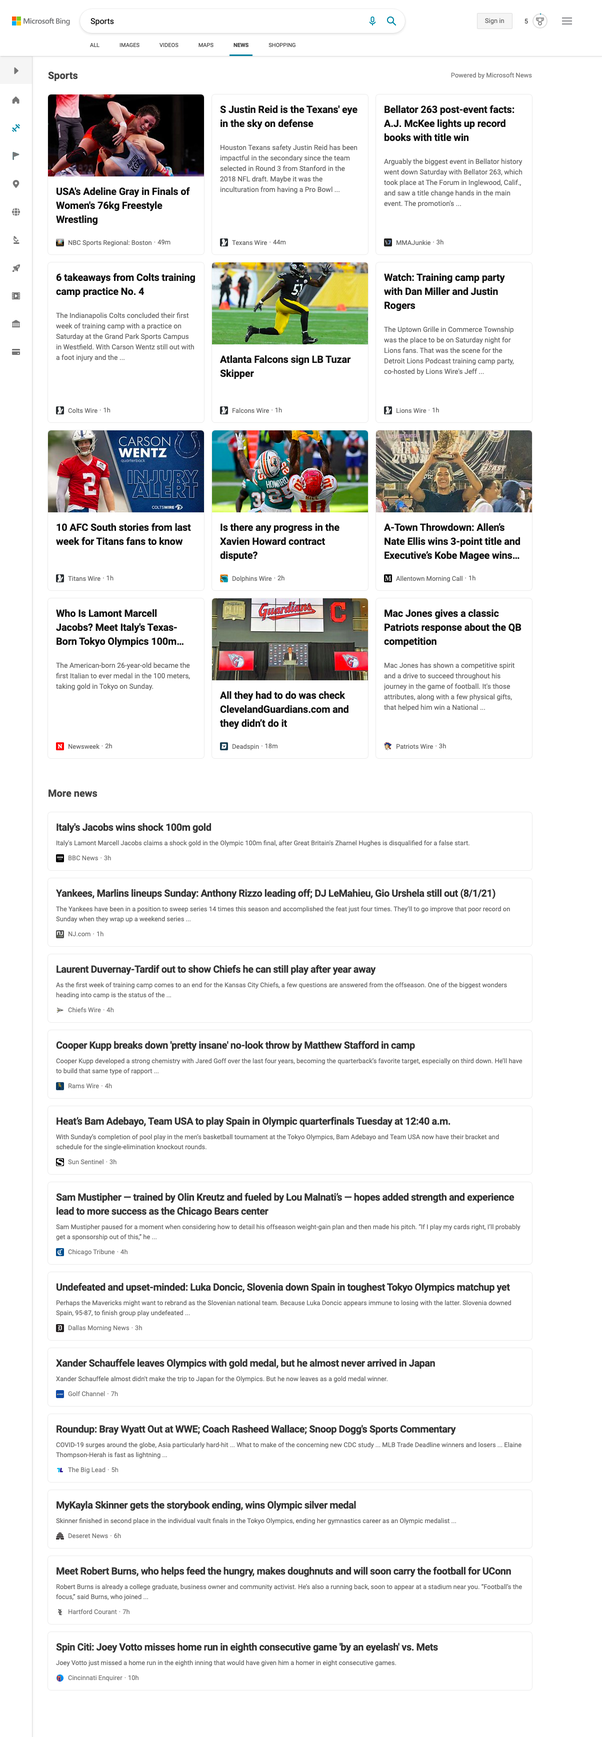 Microsoft Bing
Sports
Sign in
5
ALL IMAGES VIDEOS MAPS NEWS SHOPPING
Sports
Powered by Microsoft News
USA's Adeline Gray in Finals of
Women's 76kg Freestyle
Wrestling
NBC Sports Regional: Boston · 49m
S Justin Reid is the Texans' eye
in the sky on defense
Houston Texans safety Justin Reid has been
impactful in the secondary since the team
selected in Round 3 from Stanford in the
2018 NFL draft. Maybe it was the
inculturation from having a Pro Bowl ...
Texans Wire · 44m
Bellator 263 post-event facts:
A.J. McKee lights up record
books with title win
Arguably the biggest event in Bellator history
went down Saturday with Bellator 263, which
took place at The Forum in Inglewood, Calif.,
and saw a title change hands in the main
event. The promotion's ...
MMAJunkie · 3h
6 takeaways from Colts training
camp practice No. 4
The Indianapolis Colts concluded their first
week of training camp with a practice on
Saturday at the Grand Park Sports Campus
in Westfield. With Carson Wentz still out with
a foot injury and the ...
Colts Wire · 1h
51
Atlanta Falcons sign LB Tuzar
Skipper
Falcons Wire · 1h
Watch: Training camp party
with Dan Miller and Justin
Rogers
The Uptown Grille in Commerce Township
was the place to be on Saturday night for
Lions fans. That was the scene for the
Detroit Lions Podcast training camp party,
co-hosted by Lions Wire's Jeff ...
Lions Wire · 1h
2
CARSON
WENTZ
quarterback
INJURY
ALERT
COLTSWIRE
10 AFC South stories from last
week for Titans fans to know
Titans Wire · 1h
HOWARD
25
10
Is there any progress in the
Xavien Howard contract
dispute?
Dolphins Wire · 2h
A-Town Throwdown: Allen's
Nate Ellis wins 3-point title and
Executive's Kobe Magee wins...
Allentown Morning Call · 1h
Who Is Lamont Marcell
Jacobs? Meet Italy's Texas-
Born Tokyo Olympics 100m...
The American-born 26-year-old became the
first Italian to ever medal in the 100 meters,
taking gold in Tokyo on Sunday.
Newsweek · 2h
Guardians
C
All they had to do was check
ClevelandGuardians.com and
they didn't do it
Deadspin · 18m
Mac Jones gives a classic
Patriots response about the QB
competition
Mac Jones has shown a competitive spirit
and a drive to succeed throughout his
journey in the game of football. It's those
attributes, along with a few physical gifts,
that helped him win a National ...
Patriots Wire · 3h
More news
Italy's Jacobs wins shock 100m gold
Italy's Lamont Marcell Jacobs claims a shock gold in the Olympic 100m final, after Great Britain's Zharnel Hughes is disqualified for a false start.
BBC News · 3h
Yankees, Marlins lineups Sunday: Anthony Rizzo leading off; DJ LeMahieu, Gio Urshela still out (8/1/21)
The Yankees have been in a position to sweep series 14 times this season and accomplished the feat just four times. They'll to go improve that poor record on
Sunday when they wrap up a weekend series ...
NJ.com · 1h
Laurent Duvernay-Tardif out to show Chiefs he can still play after year away
As the first week of training camp comes to an end for the Kansas City Chiefs, a few questions are answered from the offseason. One of the biggest wonders
heading into camp is the status of the ...
Chiefs Wire · 4h
Cooper Kupp breaks down 'pretty insane' no-look throw by Matthew Stafford in camp
Cooper Kupp developed a strong chemistry with Jared Goff over the last four years, becoming the quarterback's favorite target, especially on third down. He'll have
to build that same type of rapport ...
Rams Wire · 4h
Heat's Bam Adebayo, Team USA to play Spain in Olympic quarterfinals Tuesday at 12:40 a.m.
With Sunday's completion of pool play in the men's basketball tournament at the Tokyo Olympics, Bam Adebayo and Team USA now have their bracket and
schedule for the single-elimination knockout rounds.
Sun Sentinel · 3h
Sam Mustipher — trained by Olin Kreutz and fueled by Lou Malnati's — hopes added strength and experience
lead to more success as the Chicago Bears center
Sam Mustipher paused for a moment when considering how to detail his offseason weight-gain plan and then made his pitch. "If I play my cards right, I'll probably
get a sponsorship out of this," he ...
Chicago Tribune · 4h
Undefeated and upset-minded: Luka Doncic, Slovenia down Spain in toughest Tokyo Olympics matchup yet
Perhaps the Mavericks might want to rebrand as the Slovenian national team. Because Luka Doncic appears immune to losing with the latter. Slovenia downed
Spain, 95-87, to finish group play undefeated ...
Dallas Morning News · 3h
Xander Schauffele leaves Olympics with gold medal, but he almost never arrived in Japan
Xander Schauffele almost didn't make the trip to Japan for the Olympics. But he now leaves as a gold medal winner.
Golf Channel · 7h
Roundup: Bray Wyatt Out at WWE; Coach Rasheed Wallace; Snoop Dogg's Sports Commentary
COVID-19 surges around the globe, Asia particularly hard-hit ... What to make of the concerning new CDC study ... MLB Trade Deadline winners and losers ... Elaine
Thompson-Herah is fast as lightning ...
The Big Lead · 5h
MyKayla Skinner gets the storybook ending, wins Olympic silver medal
Skinner finished in second place in the individual vault finals in the Tokyo Olympics, ending her gymnastics career as an Olympic medalist ...
Deseret News · 6h
Meet Robert Burns, who helps feed the hungry, makes doughnuts and will soon carry the football for UConn
Robert Burns is already a college graduate, business owner and community activist. He's also a running back, soon to appear at a stadium near you. "Football's the
focus," said Burns, who joined ...
Hartford Courant · 7h
Spin Citi: Joey Votto misses home run in eighth consecutive game 'by an eyelash' vs. Mets
Joey Votto just missed a home run in the eighth inning that would have given him a homer in eight consecutive games.
Cincinnati Enquirer · 10h